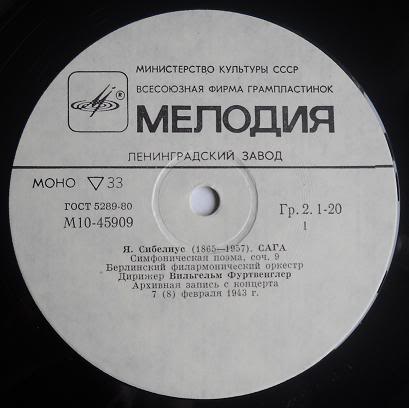 МИНИСТЕРСТВО КУЛЬТУРЫ СССР
ВСЕСОЮЗНАЯ ФИРМА ГРАМПЛАСТИНОК
®
МЕЛОДИЯ
ЛЕНИНГРАДСКИЙ ЗАВОД
МОНО ▽33
ГОСТ 5289-80
М10-45909
Гр. 2. 1-20
1
Я. Сибелиус (1865—1957). САГА
Симфоническая поэма, соч. 9
Берлинский филармонический оркестр
Дирижер Вильгельм Фуртвенглер
Архивная запись с концерта
7 (8) февраля 1943 г.